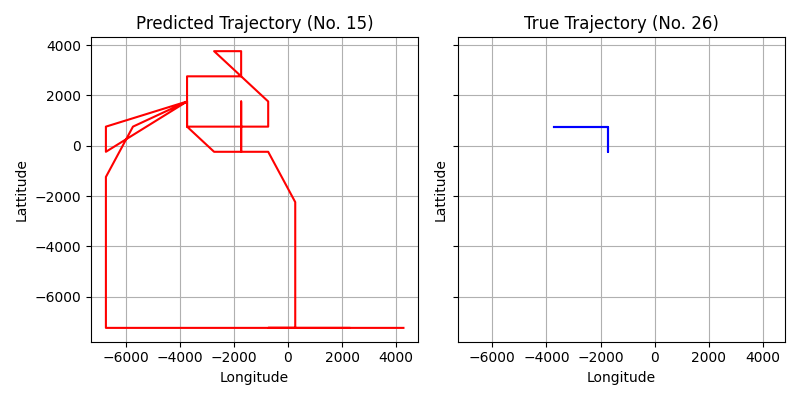 Predicted Trajectory (No. 15)
True Trajectory (No. 26)
Lattitude
4000
2000
0
−2000
−4000
−6000
−6000 −4000 −2000 0 2000 4000
Longitude
Lattitude
−6000 −4000 −2000 0 2000 4000
Longitude